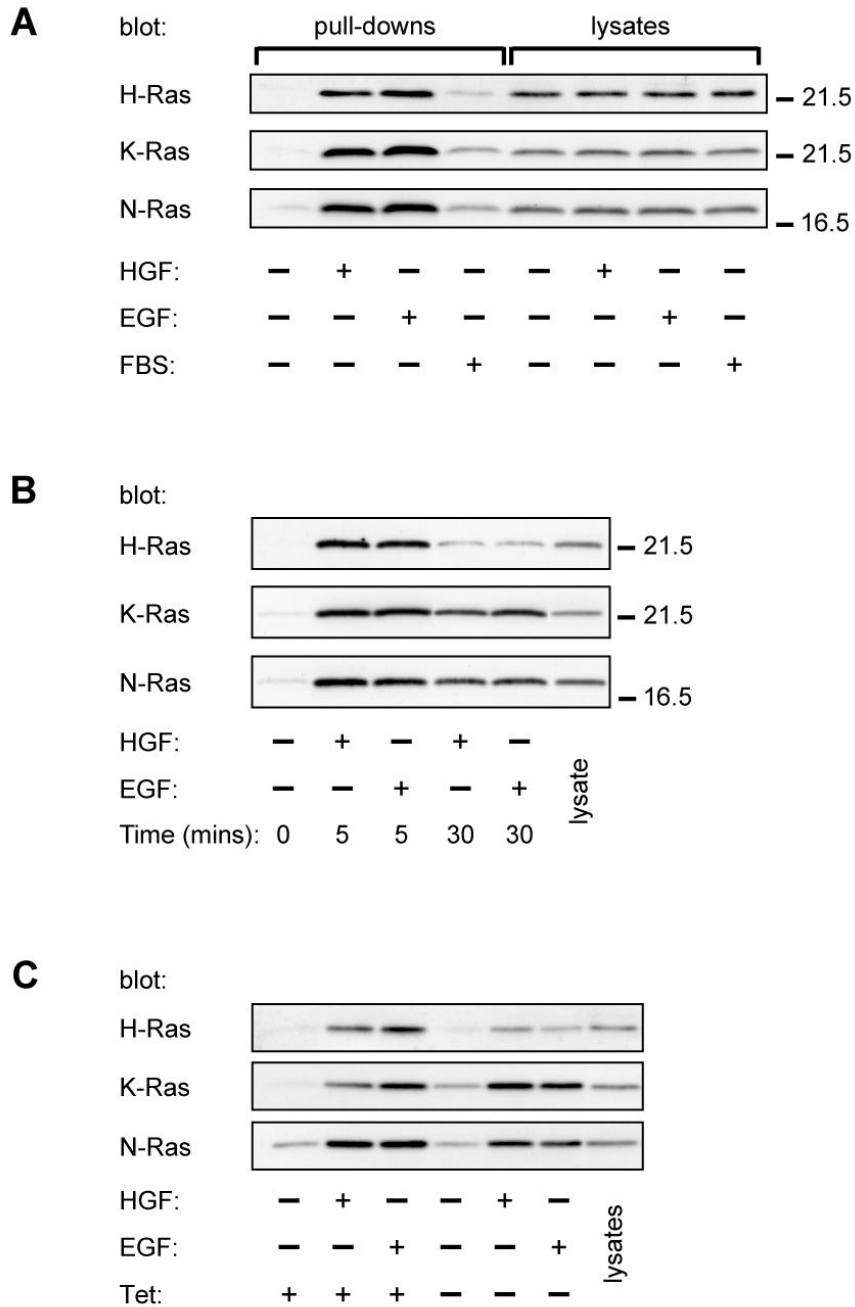 A
blot: pull-downs lysates
H-Ras 21.5
K-Ras 21.5
N-Ras 16.5
HGF: − + − − − + − −
EGF: − − + − − − + −
FBS: − − − + − − − +
B
blot:
H-Ras 21.5
K-Ras 21.5
N-Ras 16.5
HGF: − + − + −
EGF: − − + − +
lysate
Time (mins): 0 5 5 30 30
C
blot:
H-Ras
K-Ras
N-Ras
HGF: − + − − + −
EGF: − − + − − +
lysates
Tet: + + + − − −